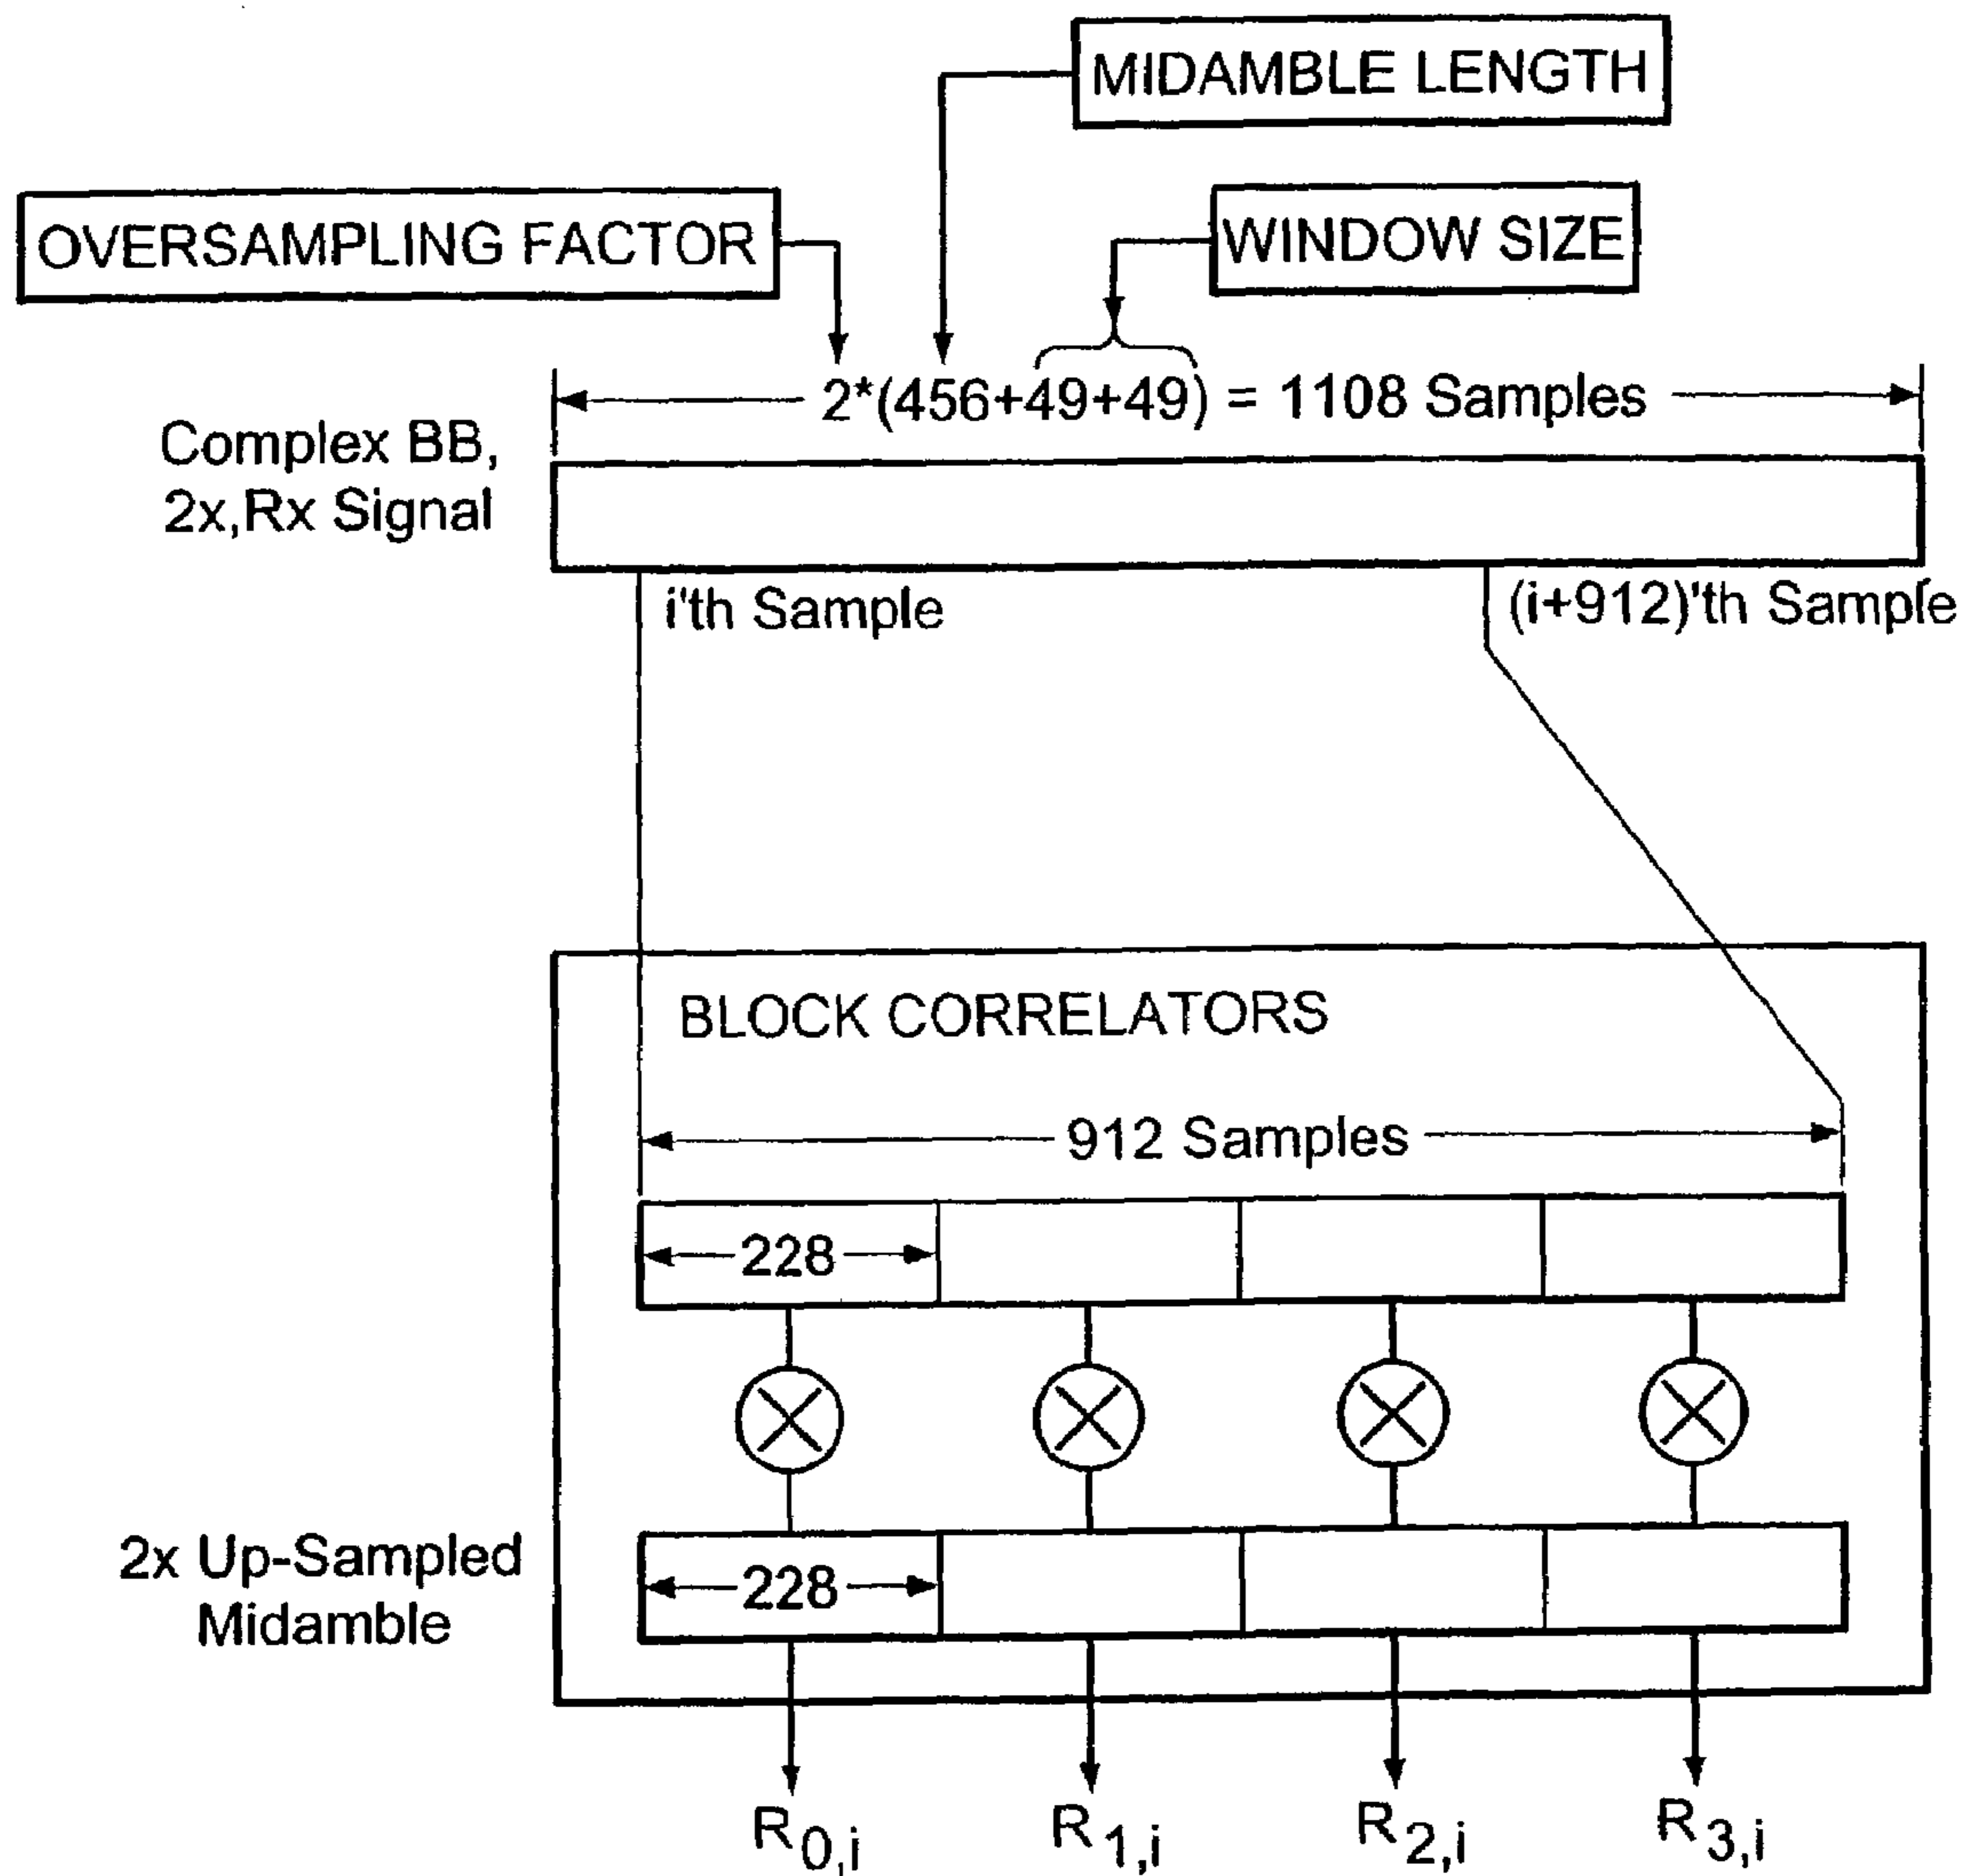 MIDAMBLE LENGTH
OVERSAMPLING FACTOR
WINDOW SIZE
2*(456+49+49) = 1108 Samples
Complex BB,
2x,Rx Signal
i'th Sample
(i+912)'th Sample
BLOCK CORRELATORS
912 Samples
228
2x Up-Sampled
Midamble
228
R0,i
R1,i
R2,i
R3,i